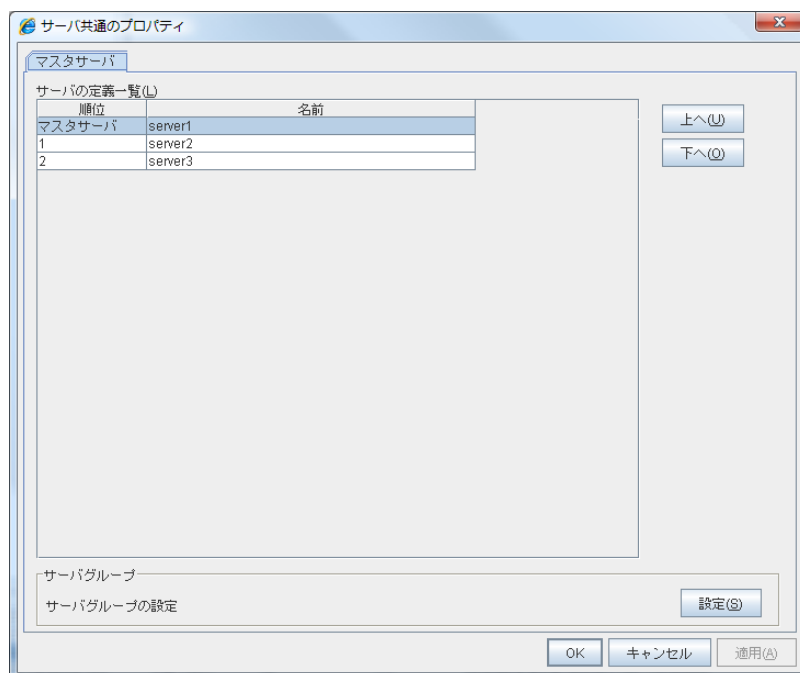 サーバ共通のプロパティ
マスタサーバ
サーバの定義一覧(L)
順位 名前
マスタサーバ server1
1 server2
2 server3
上へ(U)
下へ(O)
サーバグループ
サーバグループの設定
設定(S)
OK キャンセル 適用(A)